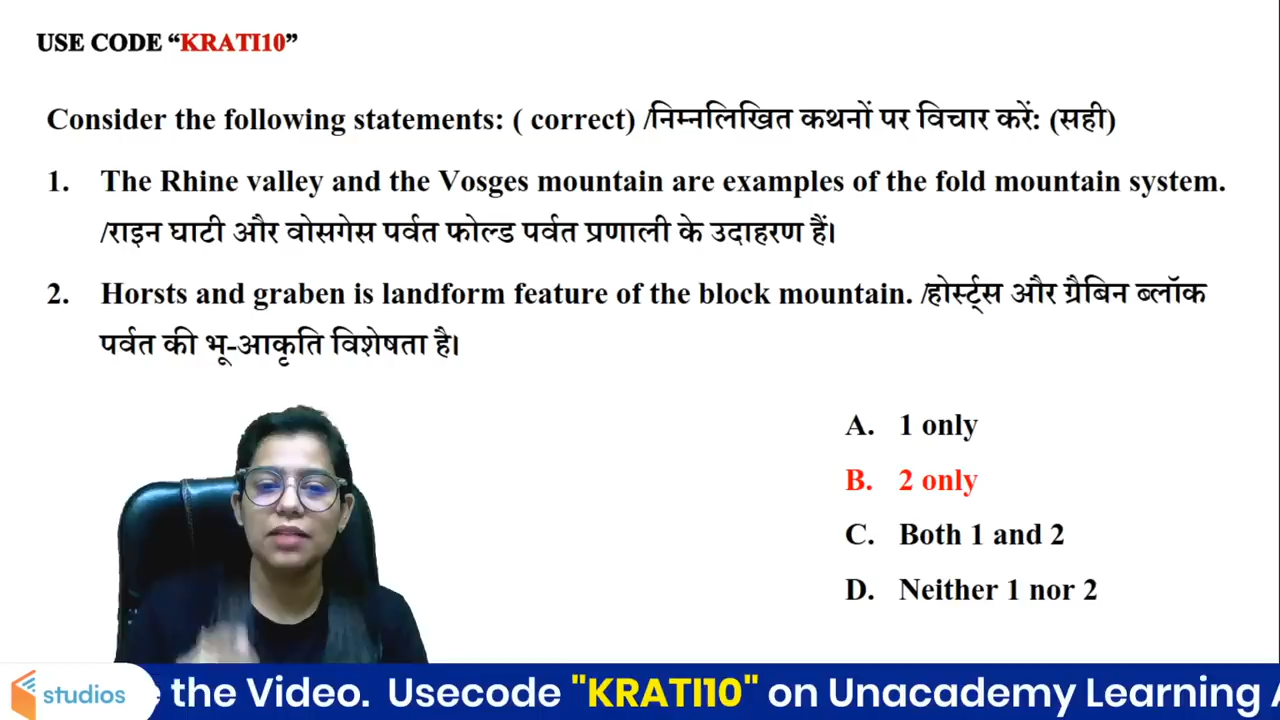 USE CODE “KRATI10”
Consider the following statements: ( correct) /निम्नलिखित कथनों पर विचार करें: (सही)
1. The Rhine valley and the Vosges mountain are examples of the fold mountain system.
/राइन घाटी और वोसगेस पर्वत फोल्ड पर्वत प्रणाली के उदाहरण हैं।
2. Horsts and graben is landform feature of the block mountain. /होर्स्ट्स और ग्रैबिन ब्लॉक
पर्वत की भू-आकृति विशेषता है।
A. 1 only
B. 2 only
C. Both 1 and 2
D. Neither 1 nor 2
studios
the Video. Usecode "KRATI10" on Unacademy Learning